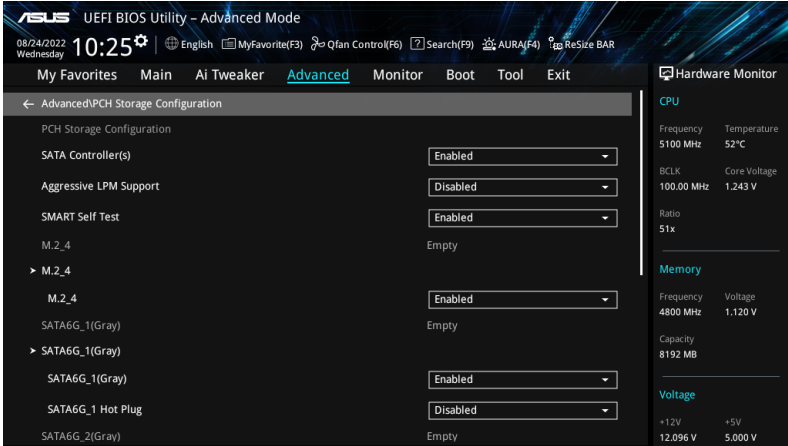 ASUS UEFI BIOS Utility – Advanced Mode
08/24/2022
Wednesday
10:25
English MyFavorite(F3) Qfan Control(F6) ? Search(F9) AURA(F4) ReSize BAR
My Favorites Main Ai Tweaker Advanced Monitor Boot Tool Exit
← Advanced\PCH Storage Configuration
PCH Storage Configuration
SATA Controller(s) Enabled
Aggressive LPM Support Disabled
SMART Self Test Enabled
M.2_4 Empty
> M.2_4
M.2_4 Enabled
SATA6G_1(Gray) Empty
> SATA6G_1(Gray)
SATA6G_1(Gray) Enabled
SATA6G_1 Hot Plug Disabled
SATA6G_2(Gray) Empty
Hardware Monitor
CPU
Frequency Temperature
5100 MHz 52°C
BCLK Core Voltage
100.00 MHz 1.243 V
Ratio
51x
Memory
Frequency Voltage
4800 MHz 1.120 V
Capacity
8192 MB
Voltage
+12V +5V
12.096 V 5.000 V